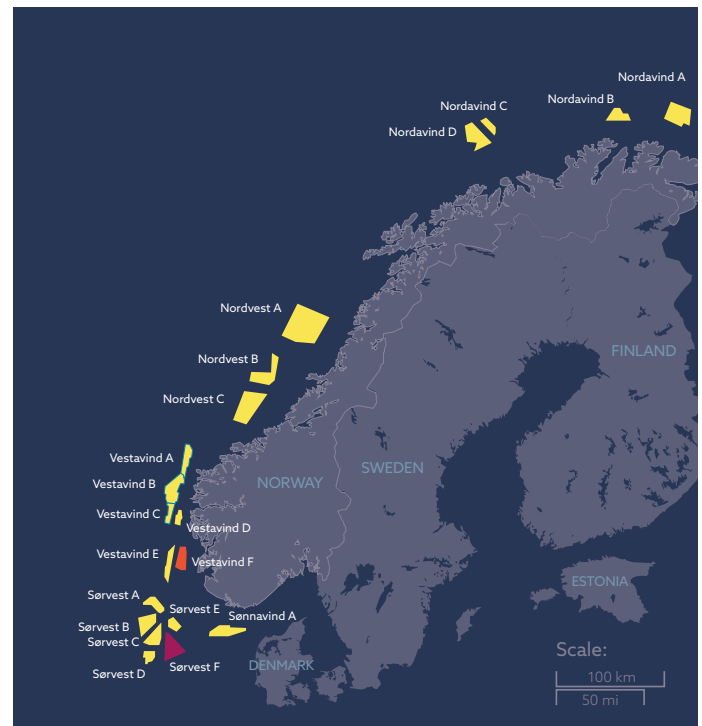 Nordavind A
Nordavind B
Nordavind C
Nordavind D
Nordvest A
FINLAND
Nordvest B
Nordvest C
Vestavind A
SWEDEN
NORWAY
Vestavind B
Vestavind C
Vestavind D
Vestavind E
Vestavind F
ESTONIA
Sørvest A
Sørvest E
Sønnavind A
Sørvest B
Sørvest C
Scale:
DENMARK
Sørvest F
Sørvest D
100 km
50 mi